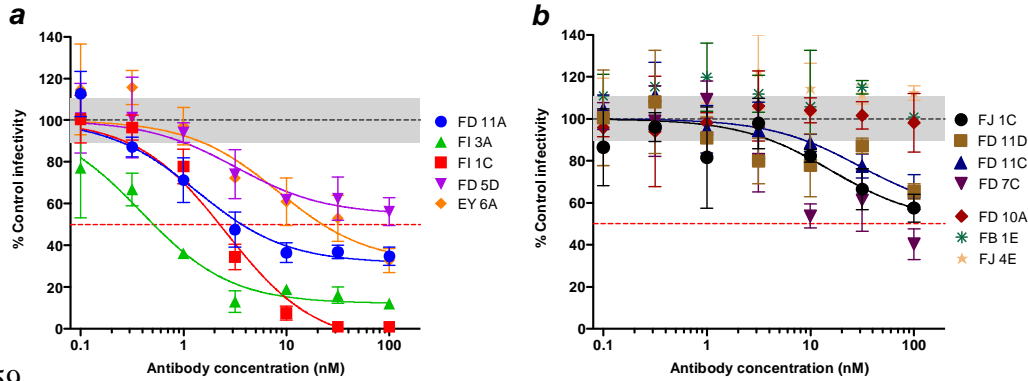 a
% Control infectivity
140
120
100
80
60
40
20
0
0.1
1
10
100
Antibody concentration (nM)
FD 11A
FI 3A
FI 1C
FD 5D
EY 6A
b
% Control infectivity
140
120
100
80
60
40
20
0
0.1
1
10
100
Antibody concentration (nM)
FJ 1C
FD 11D
FD 11C
FD 7C
FD 10A
FB 1E
FJ 4E